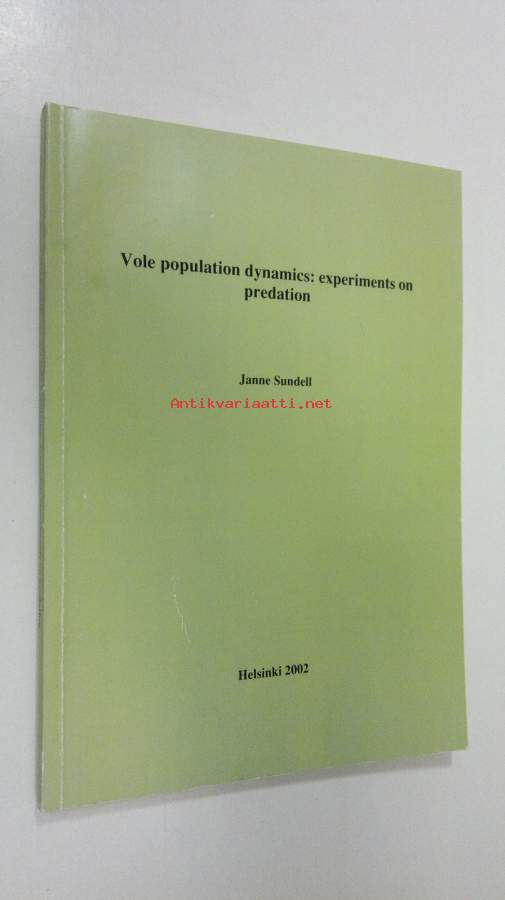 Vole population dynamics: experiments on
predation
Janne Sundell
Antikvariaatti.net
Helsinki 2002